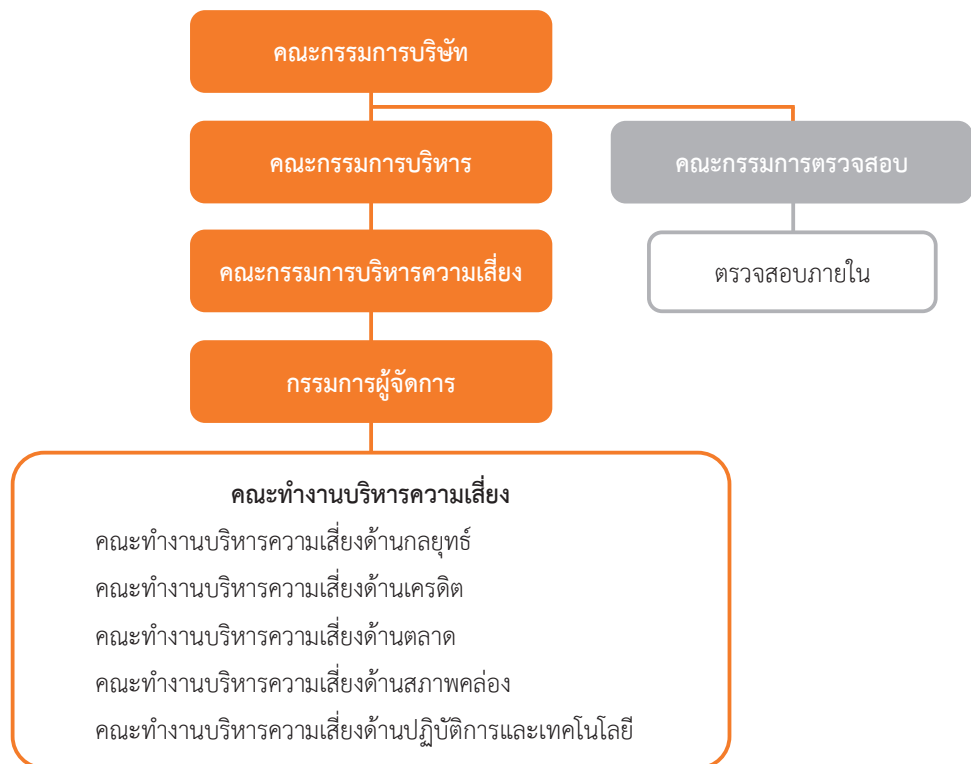 คณะกรรมการบริษัท
คณะกรรมการบริหาร
คณะกรรมการตรวจสอบ
คณะกรรมการบริหารความเสี่ยง
ตรวจสอบภายใน
กรรมการผู้จัดการ
คณะทำงานบริหารความเสี่ยง
คณะทำงานบริหารความเสี่ยงด้านกลยุทธ์
คณะทำงานบริหารความเสี่ยงด้านเครดิต
คณะทำงานบริหารความเสี่ยงด้านตลาด
คณะทำงานบริหารความเสี่ยงด้านสภาพคล่อง
คณะทำงานบริหารความเสี่ยงด้านปฏิบัติการและเทคโนโลยี